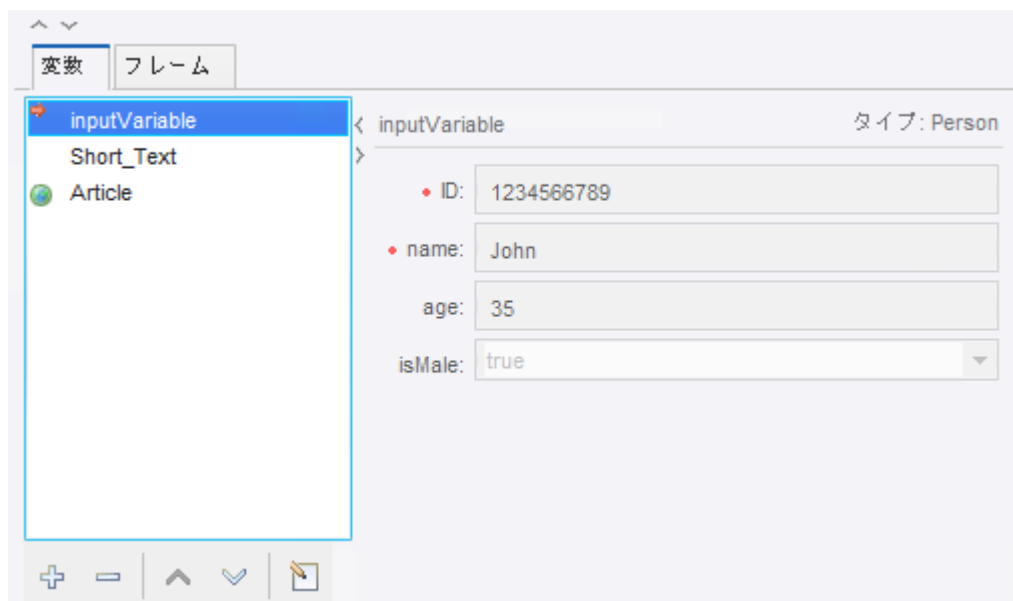 変数 フレーム
inputVariable
Short_Text
Article
inputVariable タイプ: Person
ID: 1234566789
name: John
age: 35
isMale: true